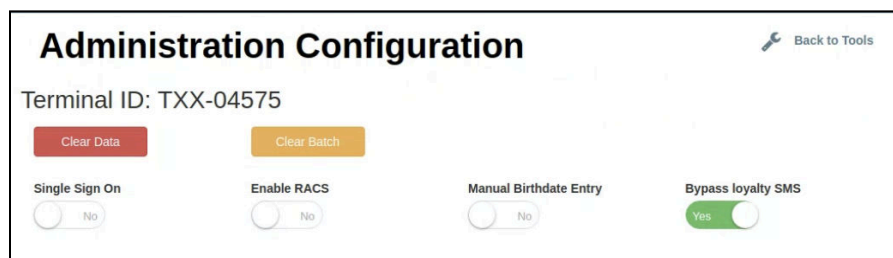 Administration Configuration
Back to Tools
Terminal ID: TXX-04575
Clear Data
Clear Batch
Single Sign On
Enable RACS
Manual Birthdate Entry
Bypass loyalty SMS
No
No
No
Yes